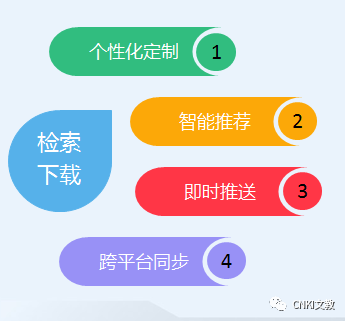 个性化定制 1
智能推荐 2
检索
下载
即时推送 3
跨平台同步 4
CNKI文教